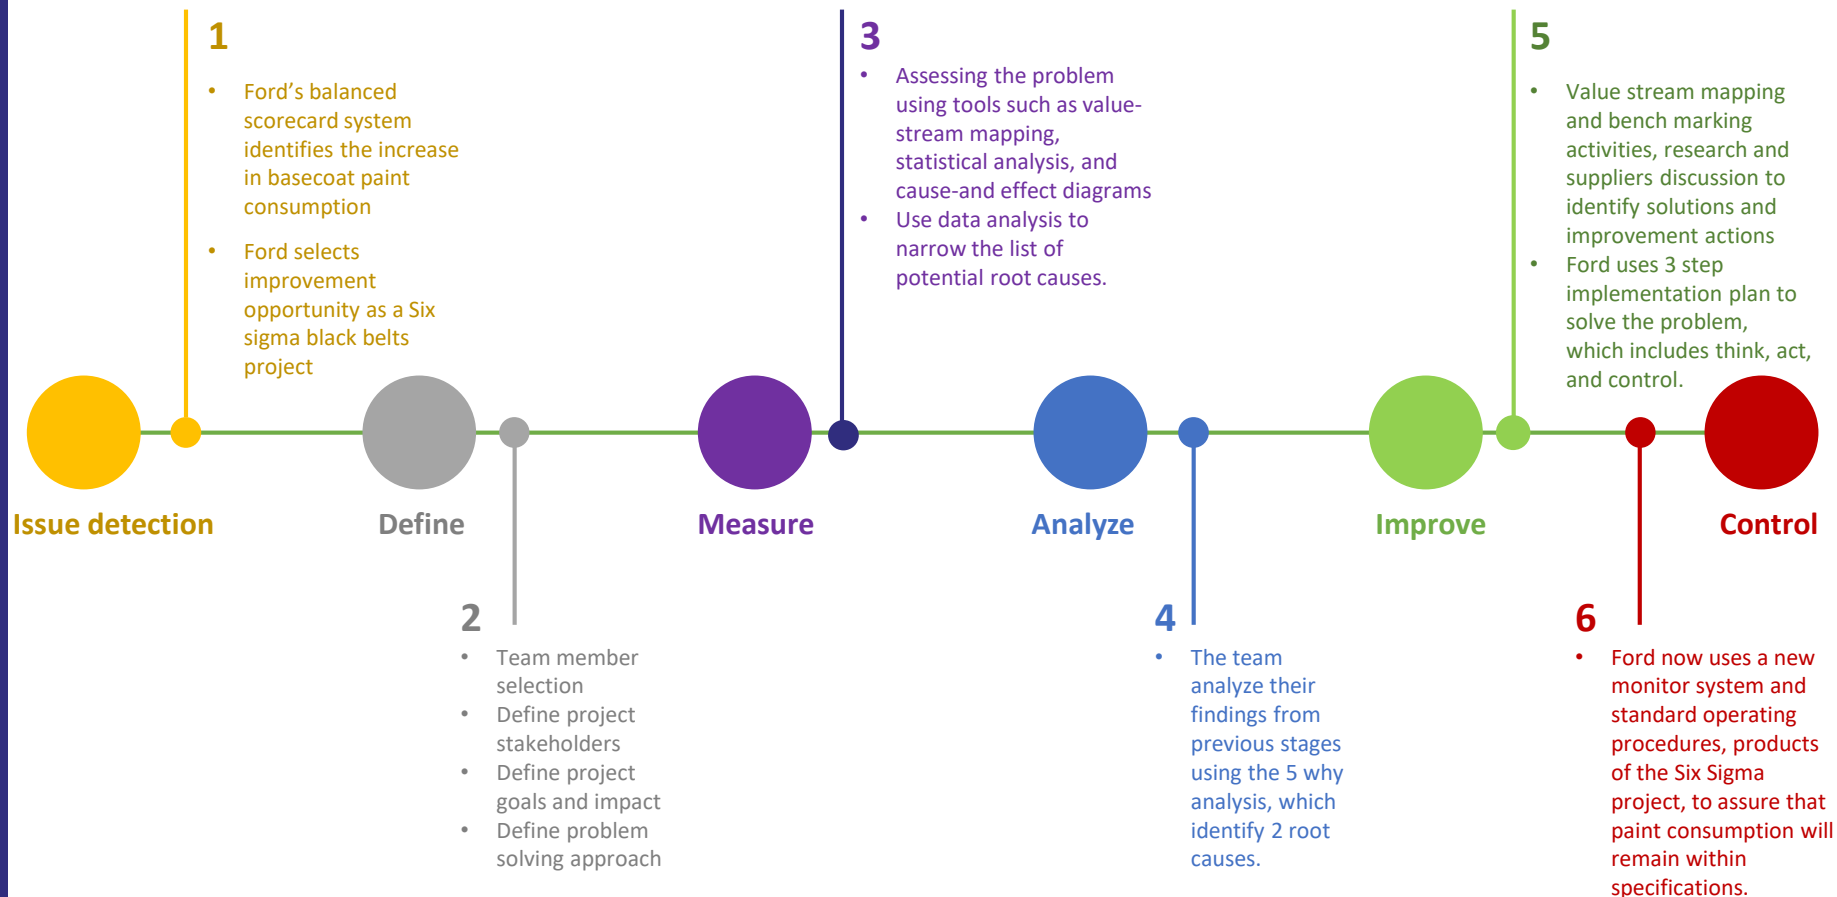 1
• Ford’s balanced
scorecard system
identifies the increase
in basecoat paint
consumption
• Ford selects
improvement
opportunity as a Six
sigma black belts
project
3
• Assessing the problem
using tools such as value-
stream mapping,
statistical analysis, and
cause-and effect diagrams
• Use data analysis to
narrow the list of
potential root causes.
5
• Value stream mapping
and bench marking
activities, research and
suppliers discussion to
identify solutions and
improvement actions
• Ford uses 3 step
implementation plan to
solve the problem,
which includes think, act,
and control.
Issue detection
Define
Measure
Analyze
Improve
Control
2
• Team member
selection
• Define project
stakeholders
• Define project
goals and impact
• Define problem
solving approach
4
• The team
analyze their
findings from
previous stages
using the 5 why
analysis, which
identify 2 root
causes.
6
• Ford now uses a new
monitor system and
standard operating
procedures, products
of the Six Sigma
project, to assure that
paint consumption will
remain within
specifications.